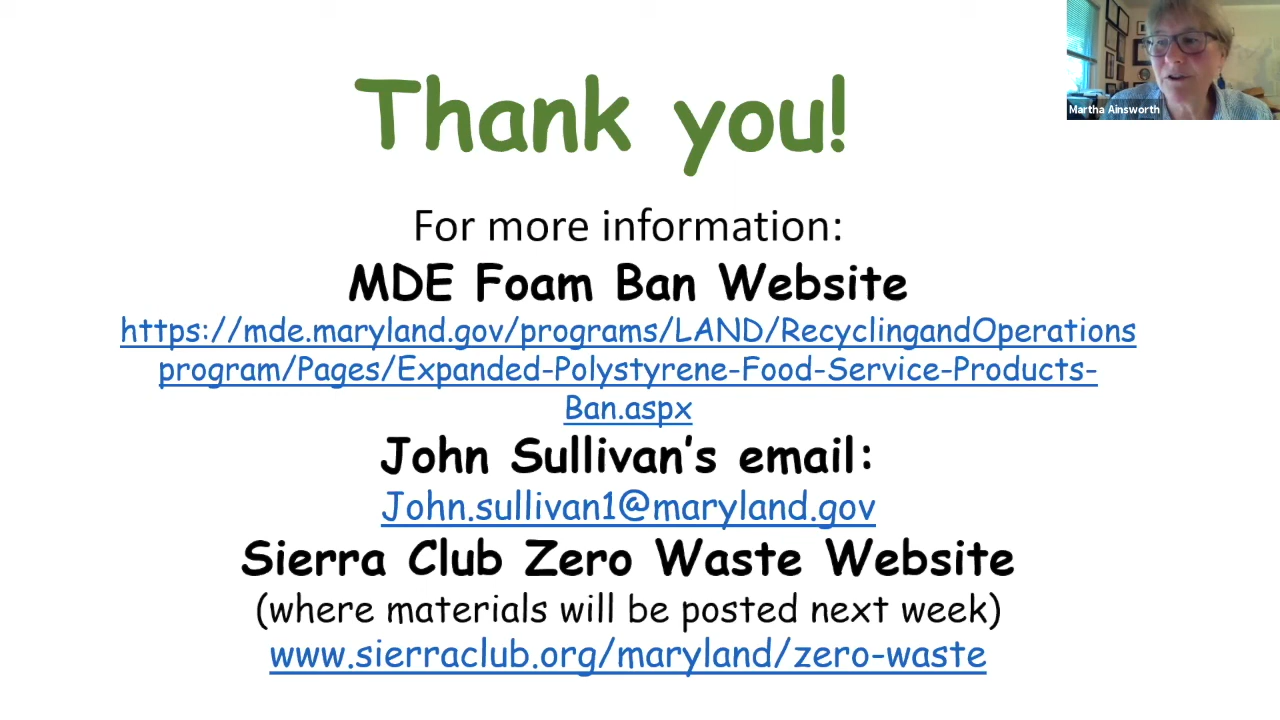 Thank you!
Martha Ainsworth
For more information:
MDE Foam Ban Website
https://mde.maryland.gov/programs/LAND/RecyclingandOperations
program/Pages/Expanded-Polystyrene-Food-Service-Products-
Ban.aspx
John Sullivan's email:
John.sullivan1@maryland.gov
Sierra Club Zero Waste Website
(where materials will be posted next week)
www.sierraclub.org/maryland/zero-waste